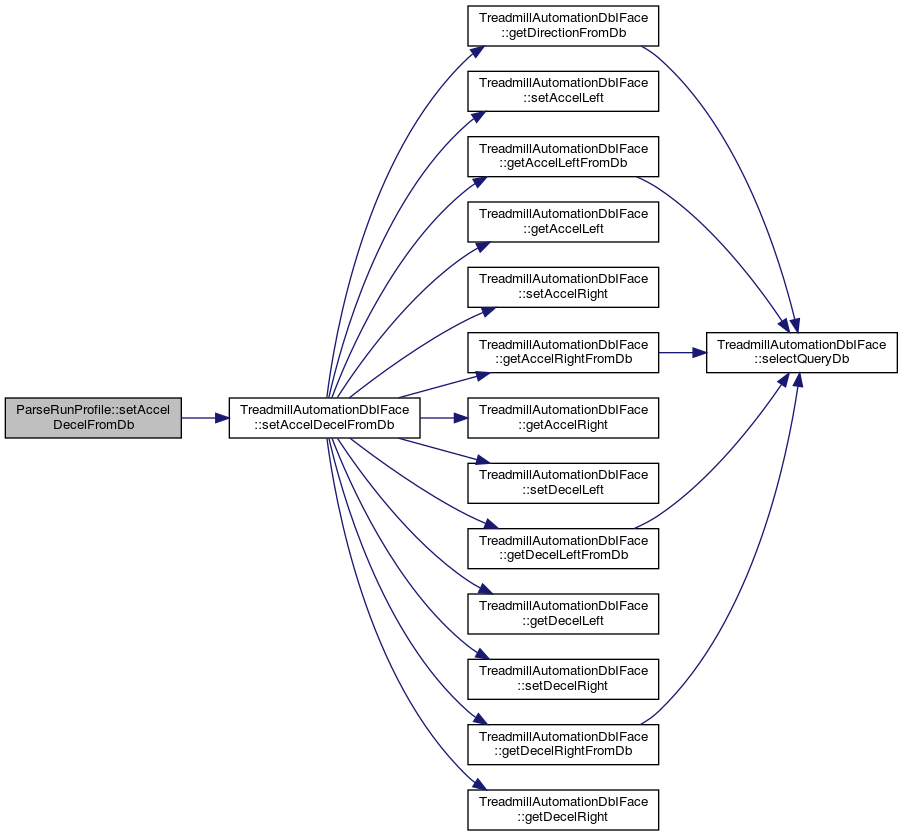 TreadmillAutomationDbIFace
::getDirectionFromDb
TreadmillAutomationDbIFace
::setAccelLeft
TreadmillAutomationDbIFace
::getAccelLeftFromDb
TreadmillAutomationDbIFace
::getAccelLeft
TreadmillAutomationDbIFace
::setAccelRight
TreadmillAutomationDbIFace
::getAccelRightFromDb
TreadmillAutomationDbIFace
::selectQueryDb
ParseRunProfile::setAccel
DecelFromDb
TreadmillAutomationDbIFace
::setAccelDecelFromDb
TreadmillAutomationDbIFace
::getAccelRight
TreadmillAutomationDbIFace
::setDecelLeft
TreadmillAutomationDbIFace
::getDecelLeftFromDb
TreadmillAutomationDbIFace
::getDecelLeft
TreadmillAutomationDbIFace
::setDecelRight
TreadmillAutomationDbIFace
::getDecelRightFromDb
TreadmillAutomationDbIFace
::getDecelRight